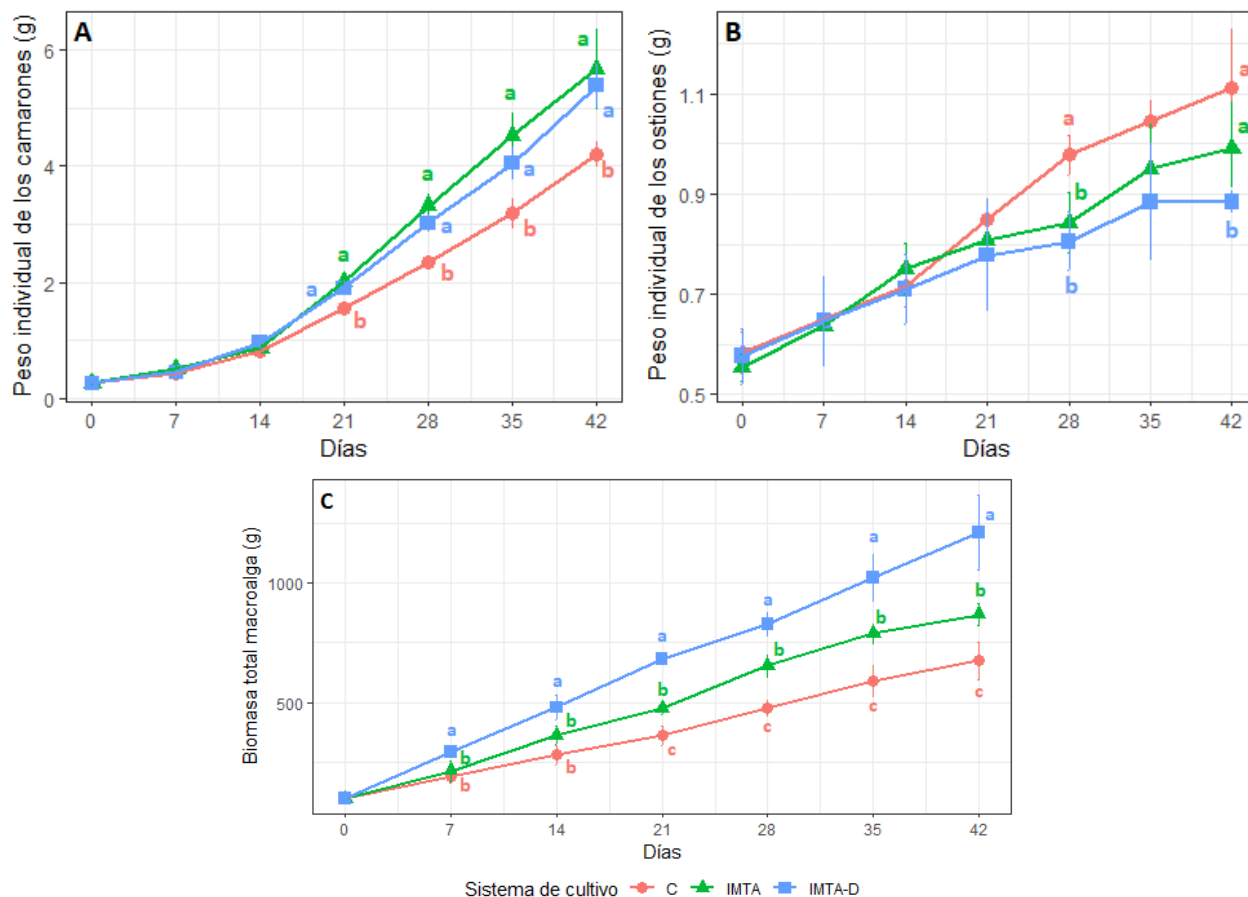 A
Peso individual de los camarones (g)
6
4
2
0
a
a
a
a
a
a
a
a
b
b
b
b
0 7 14 21 28 35 42
Días
B
Peso individual de los ostiones (g)
1.1
0.9
0.7
0.5
a
a
a
b
b
b
0 7 14 21 28 35 42
Días
C
Biomasa total macroalga (g)
1000
500
a
a
a
a
a
a
b
b
b
b
b
b
b
b
c
c
c
c
0 7 14 21 28 35 42
Días
Sistema de cultivo C IMTA IMTA-D